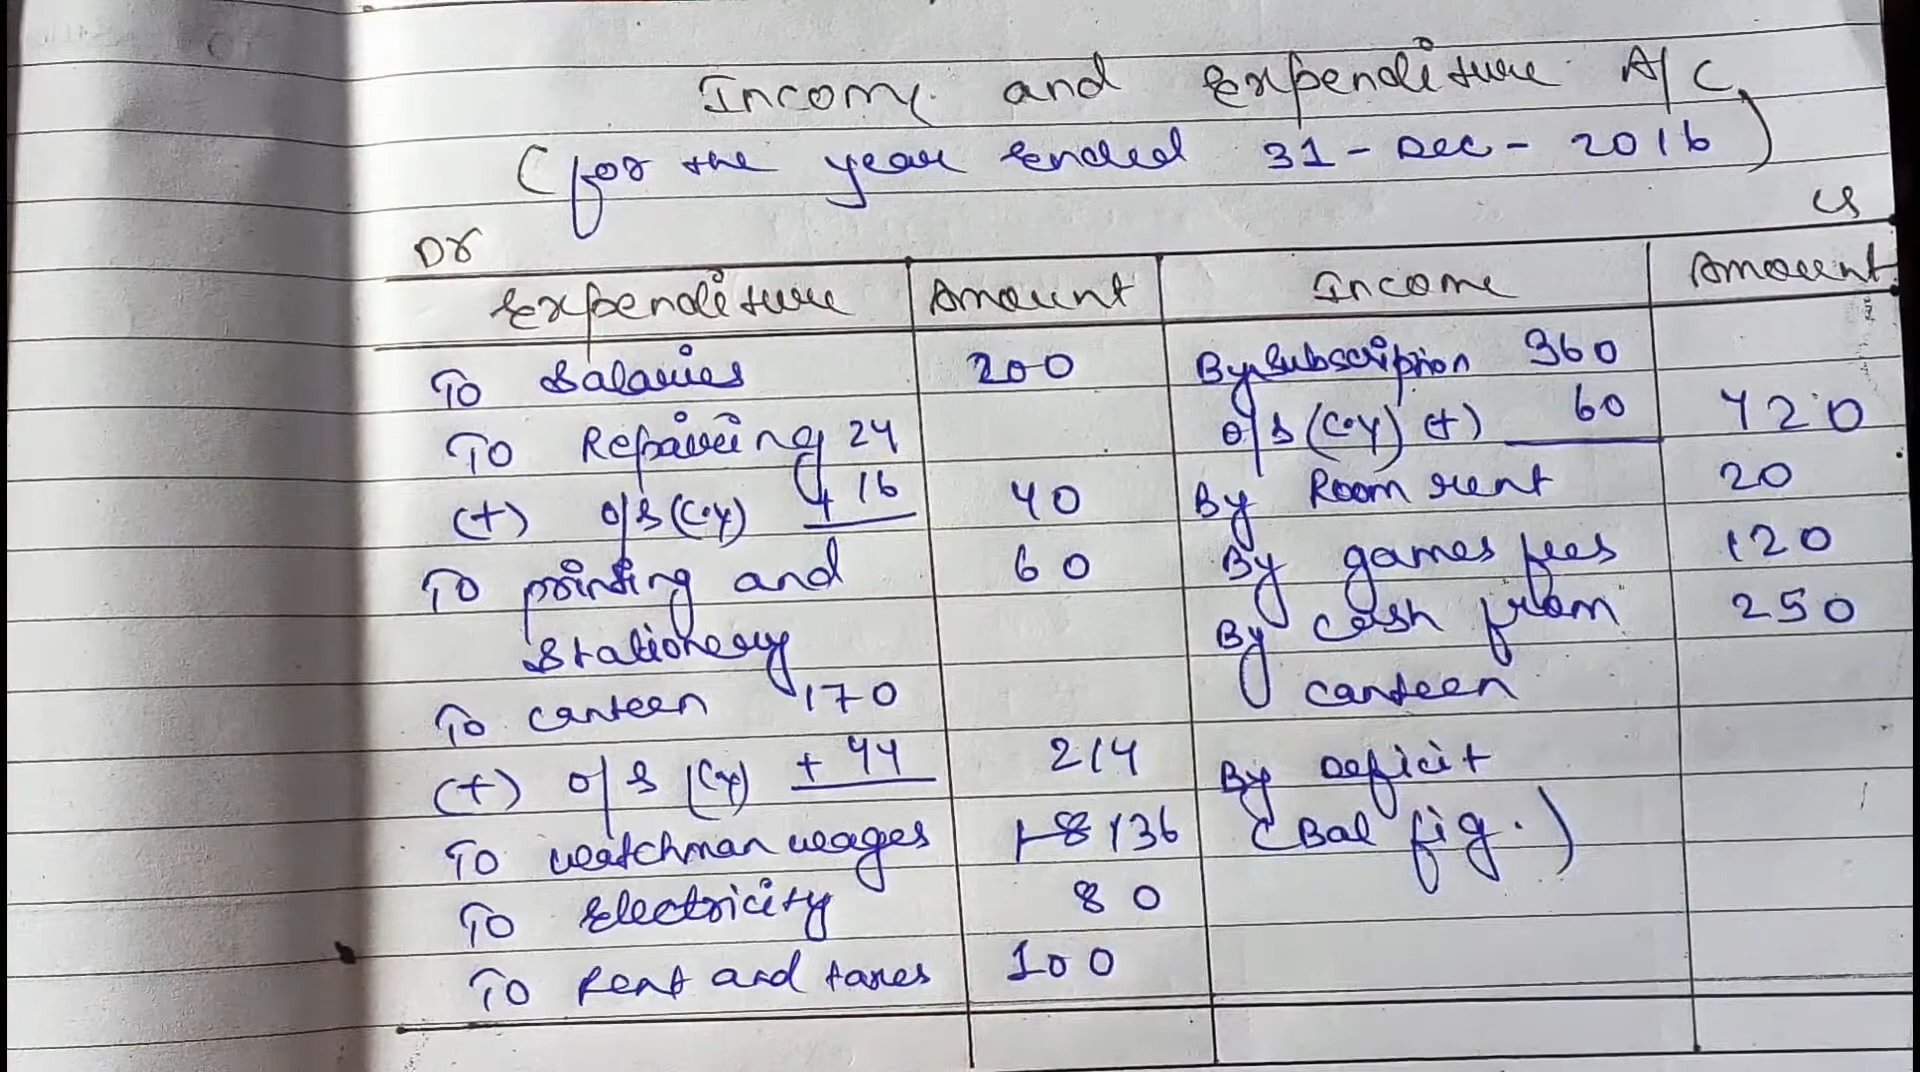 Income and Expenditure A/C
(for the year ended 31-Dec-2016)
Dr Cr
Expenditure Amount Income Amount
To Salaries 200 By Subscription 360
To Repairing 24 o/s (C.Y) (+) 60 420
(+) o/s (C.Y) + 16 40 By Room rent 20
To printing and 60 By games fees 120
Stationery By cash from 250
To canteen 170 canteen
(+) o/s (C.Y) + 44 214 By Deficit
To watchman wages 136 (Bal fig.)
To Electricity 80
To Rent and taxes 100